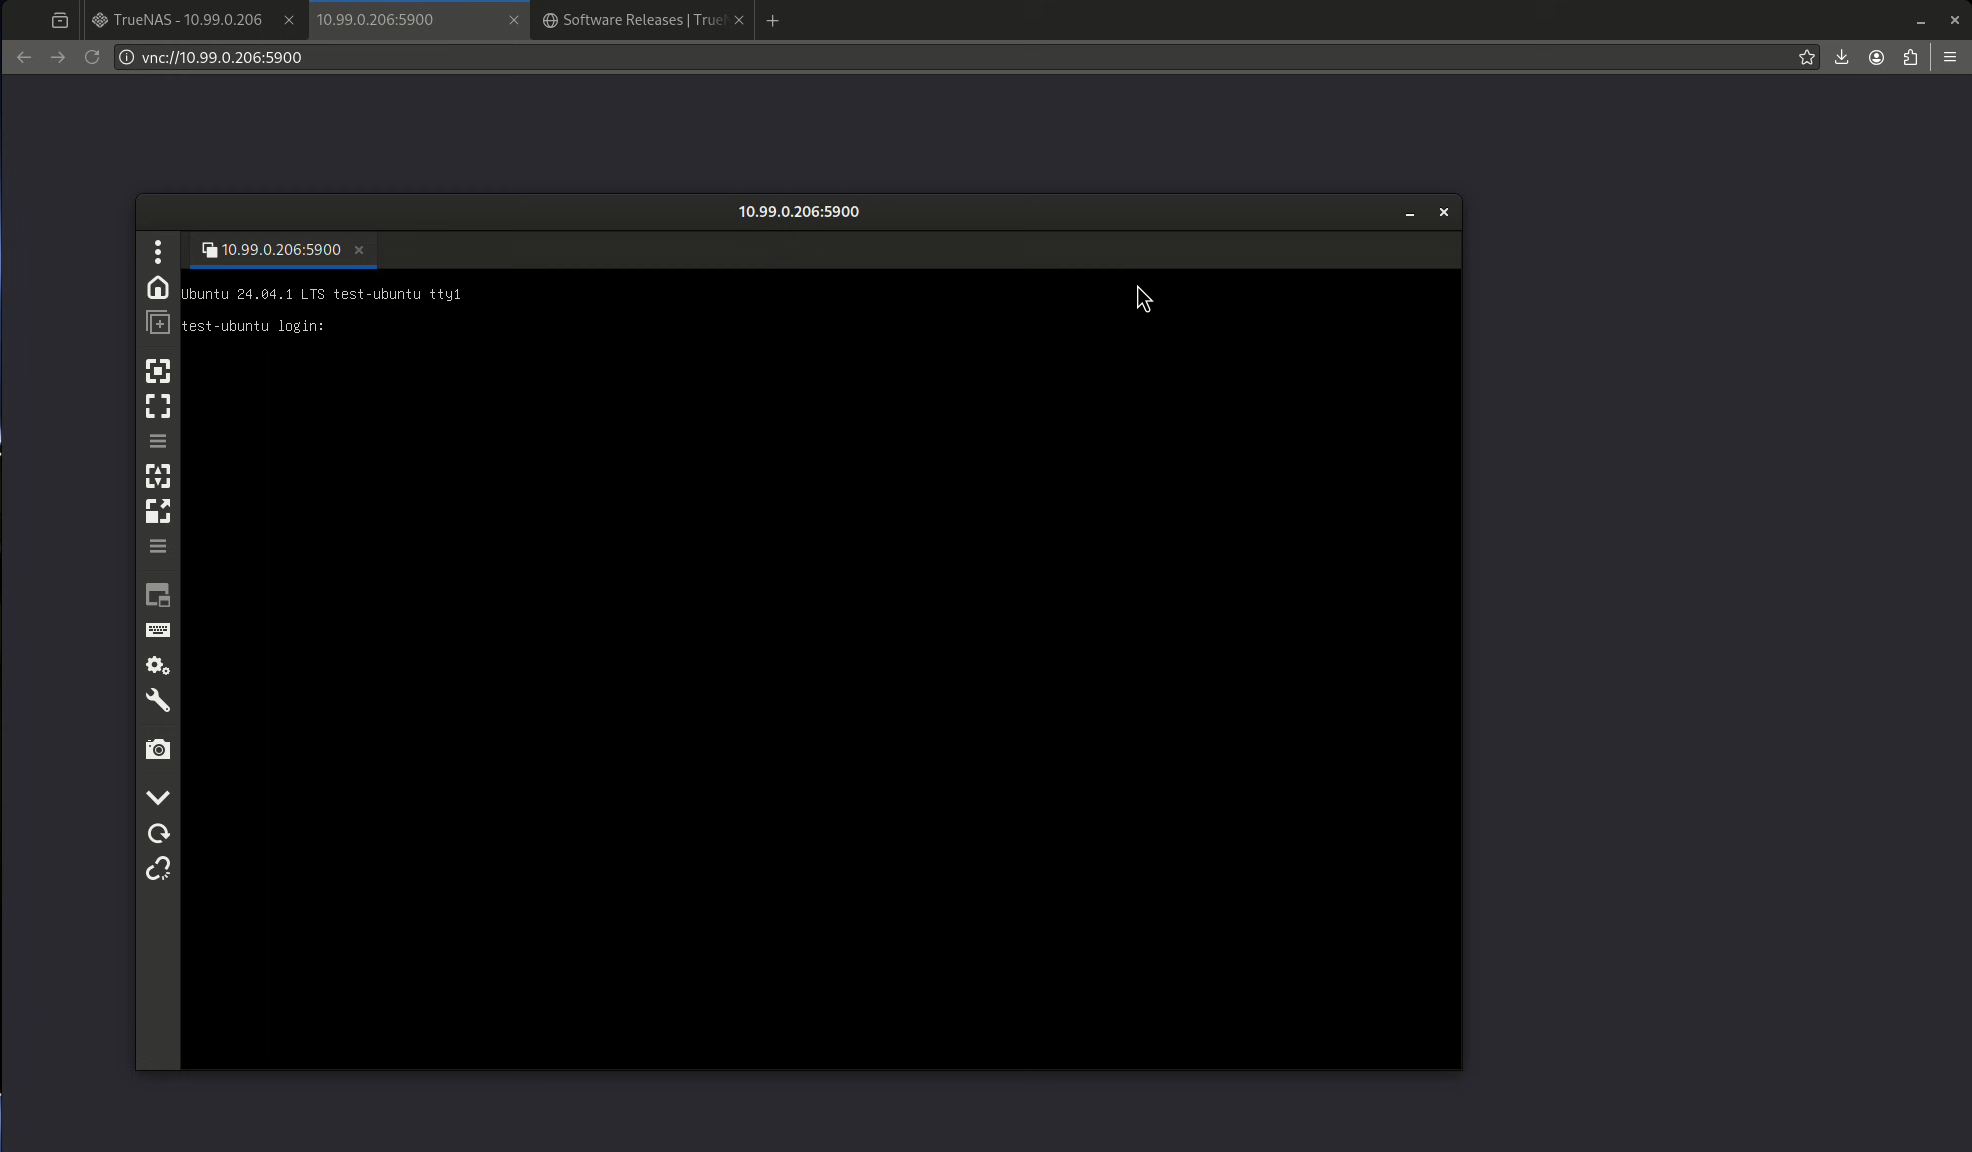 TrueNAS - 10.99.0.206
10.99.0.206:5900
Software Releases | True
vnc://10.99.0.206:5900
10.99.0.206:5900
10.99.0.206:5900
Ubuntu 24.04.1 LTS test-ubuntu tty1
test-ubuntu login: